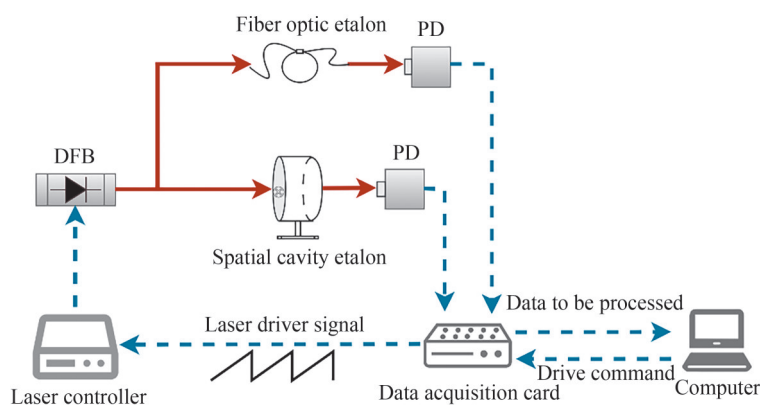 Fiber optic etalon
PD
DFB
PD
Spatial cavity etalon
Data to be processed
Laser driver signal
Drive command
Laser controller
Data acquisition card
Computer